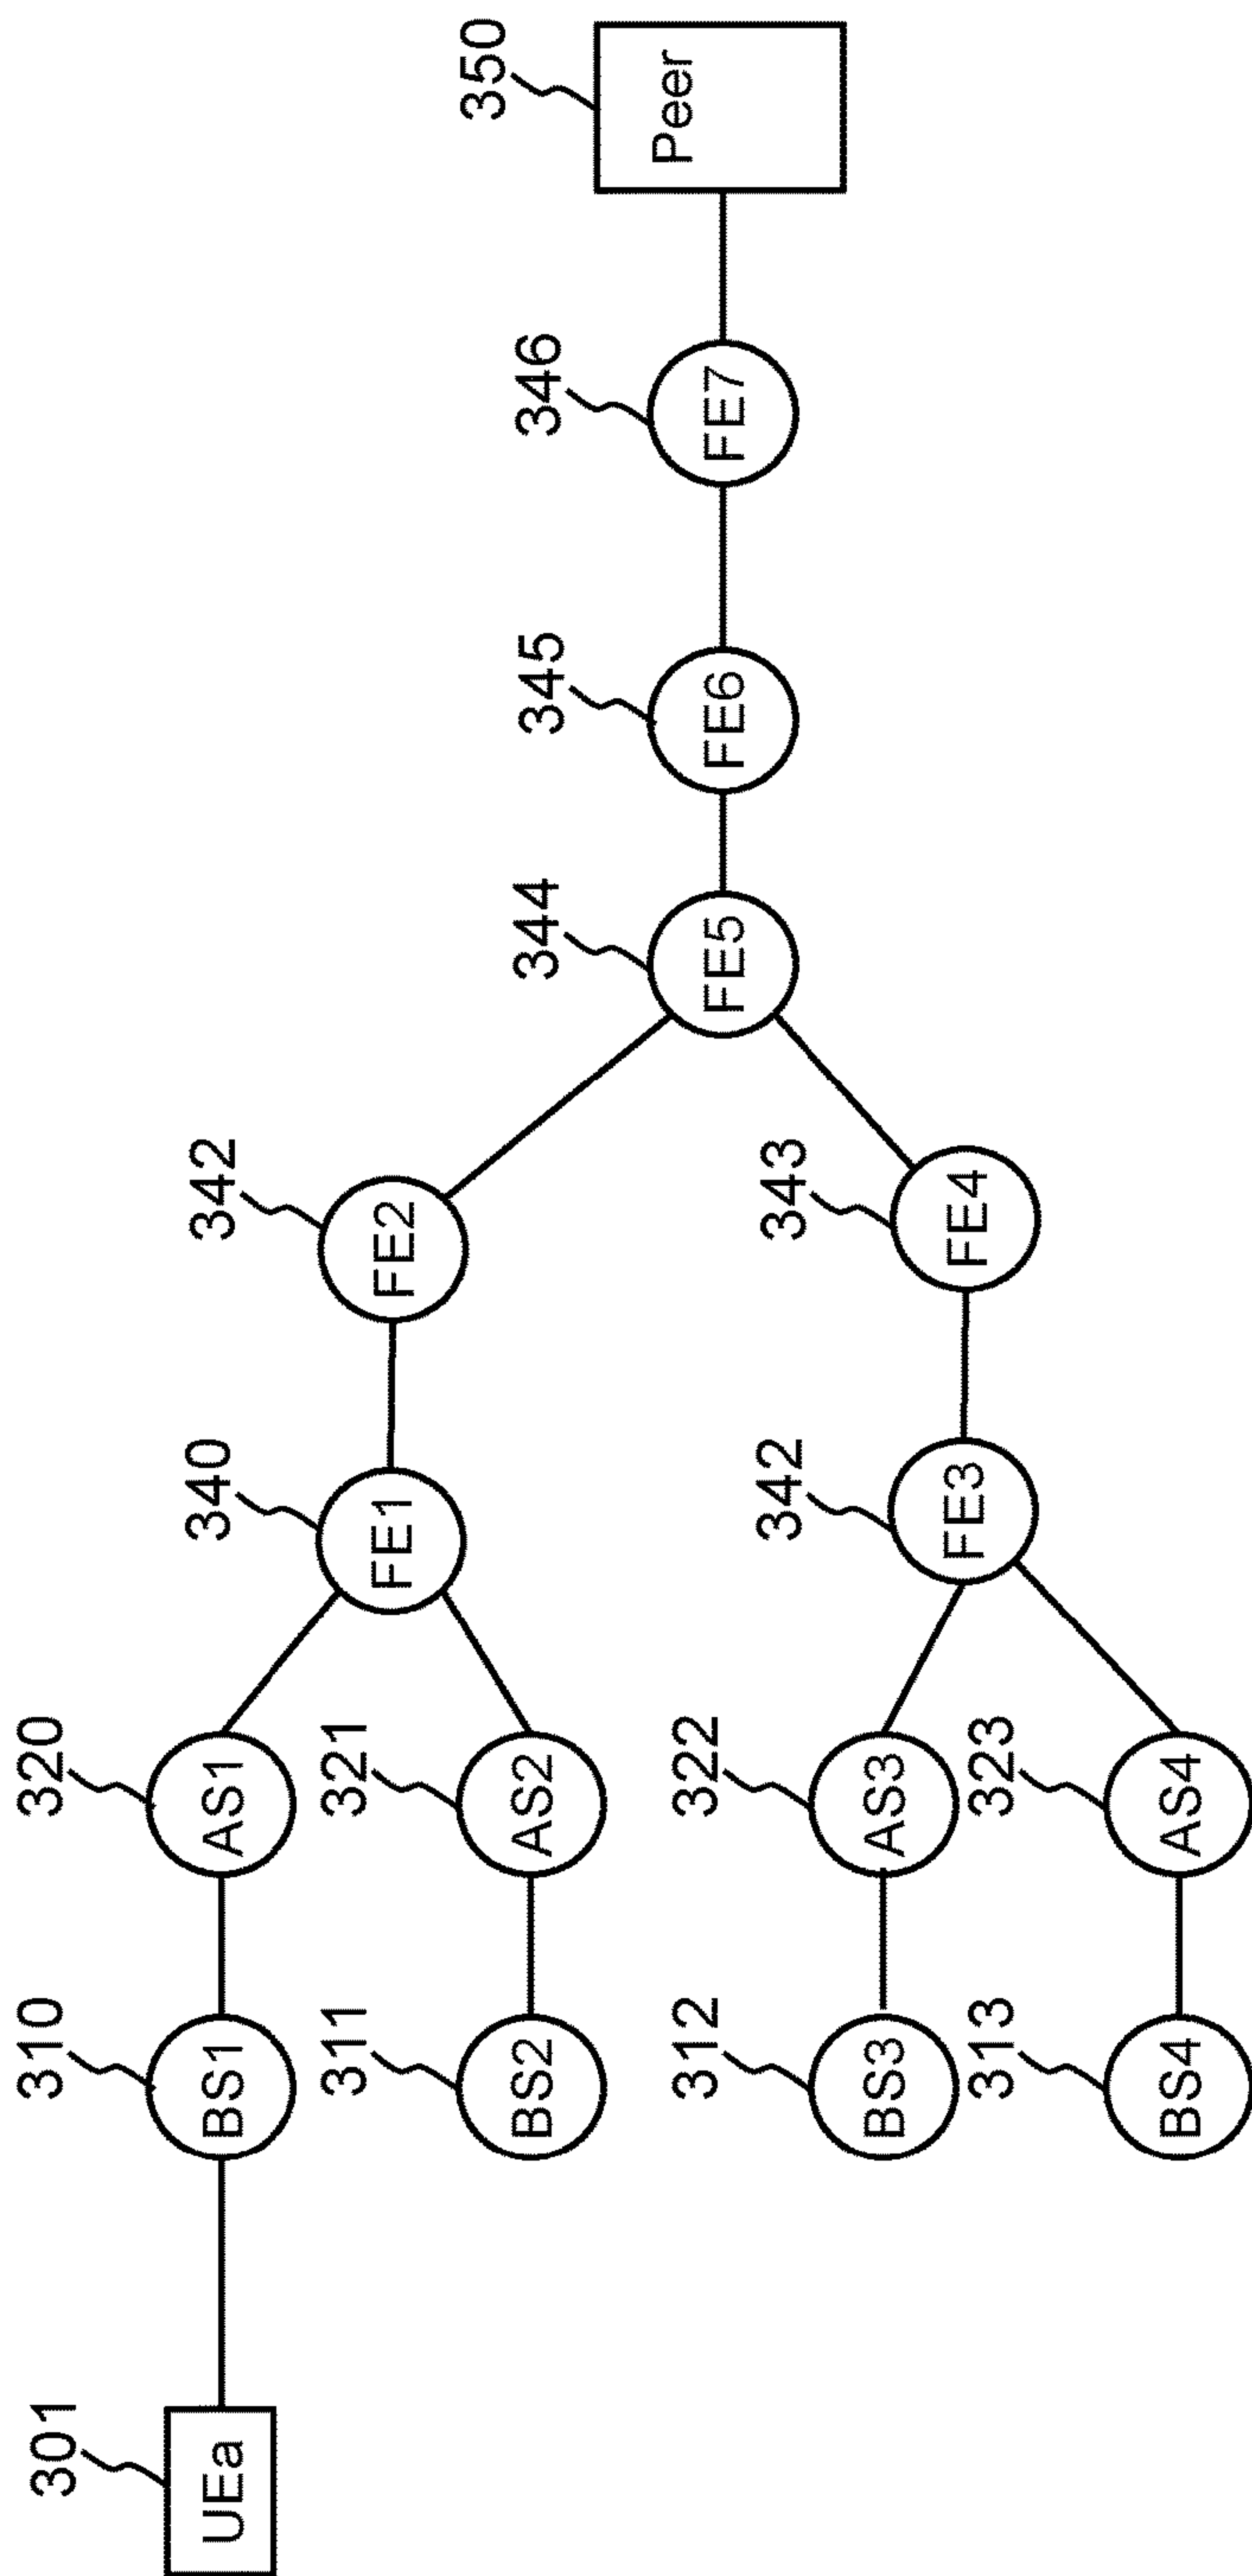 301
UEa
310
BS1
320
AS1
340
FE1
342
FE2
311
BS2
321
AS2
344
FE5
345
FE6
346
FE7
350
Peer
312
BS3
322
AS3
342
FE3
343
FE4
313
BS4
323
AS4